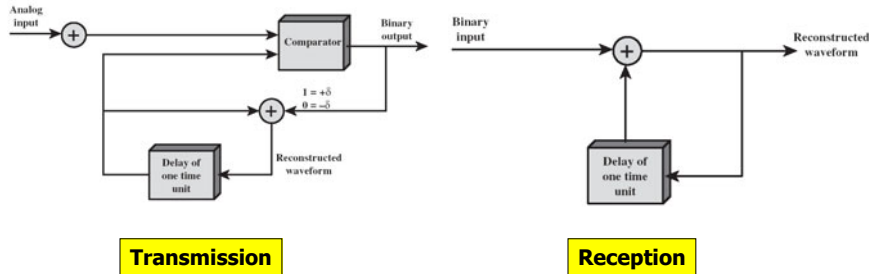 Analog
input
+
Comparator
Binary
output
1 = +δ
0 = −δ
+
Delay of
one time
unit
Reconstructed
waveform
Transmission
Binary
input
+
Reconstructed
waveform
Delay of
one time
unit
Reception